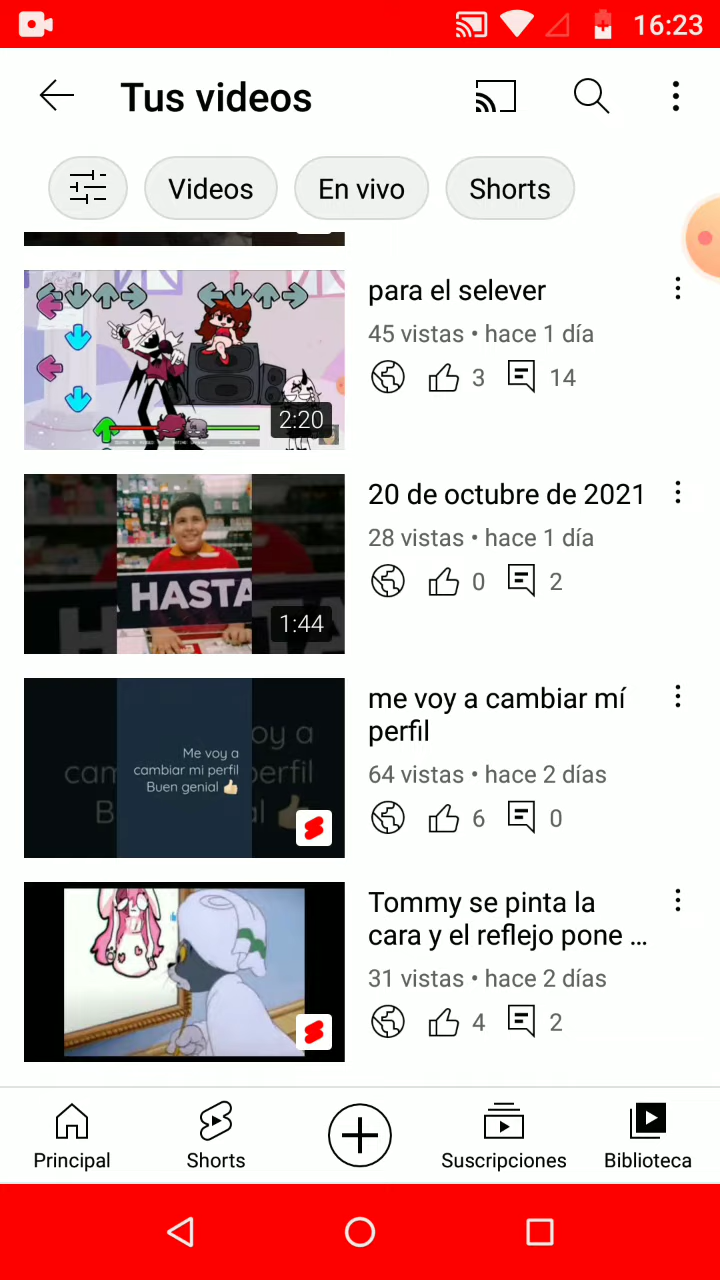 16:23
Tus videos
Videos
En vivo
Shorts
2:20
para el selever
45 vistas • hace 1 día
3
14
HASTA
1:44
20 de octubre de 2021
28 vistas • hace 1 día
0
2
Me voy a
cambiar mi perfil
Buen genial 👍🏻
me voy a cambiar mí
perfil
64 vistas • hace 2 días
6
0
Tommy se pinta la
cara y el reflejo pone ...
31 vistas • hace 2 días
4
2
Principal
Shorts
Suscripciones
Biblioteca